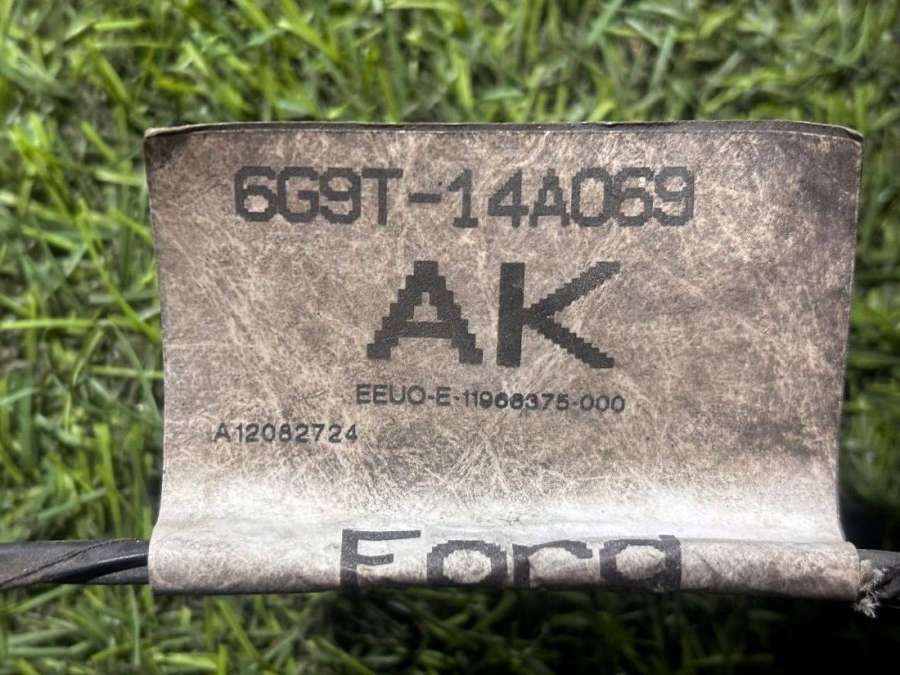 6G9T-14A069
AK
EEUO-E-11968375-000
A12082724
Ford